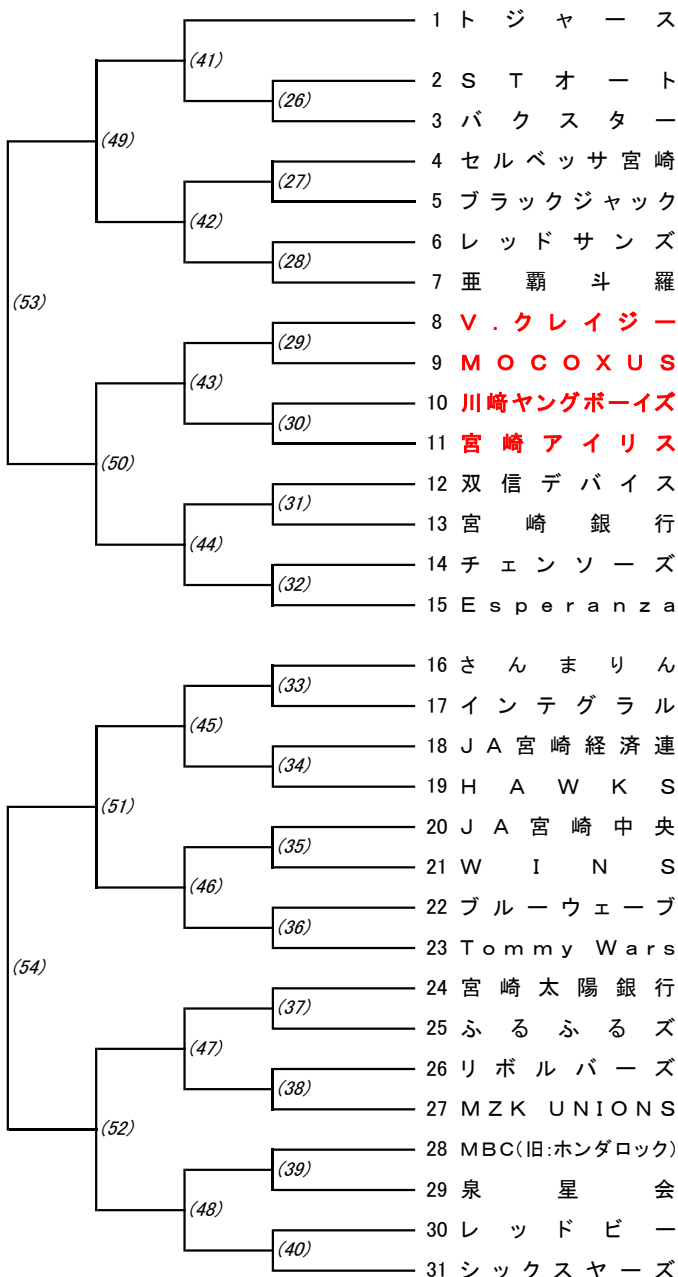 1 トジャース
(41)
2 STオート
(26)
3 バクスター
(49)
4 セルベッサ宮崎
(27)
5 ブラックジャック
(42)
6 レッドサンズ
(28)
7 亜覇斗羅
(53)
8 V.クレイジー
(29)
9 MOCOXUS
(43)
10 川﨑ヤングボーイズ
(30)
11 宮崎アイリス
(50)
12 双信デバイス
(31)
13 宮崎銀行
(44)
14 チェンソーズ
(32)
15 Esperanza
16 さんまりん
(33)
17 インテグラル
(45)
18 JA宮崎経済連
(34)
19 HAWKS
(51)
20 JA宮崎中央
(35)
21 WINS
(46)
22 ブルーウェーブ
(36)
23 Tommy Wars
(54)
24 宮崎太陽銀行
(37)
25 ふるふるズ
(47)
26 リボルバーズ
(38)
27 MZK UNIONS
(52)
28 MBC(旧:ホンダロック)
(39)
29 泉星会
(48)
30 レッドビー
(40)
31 シックスヤーズ